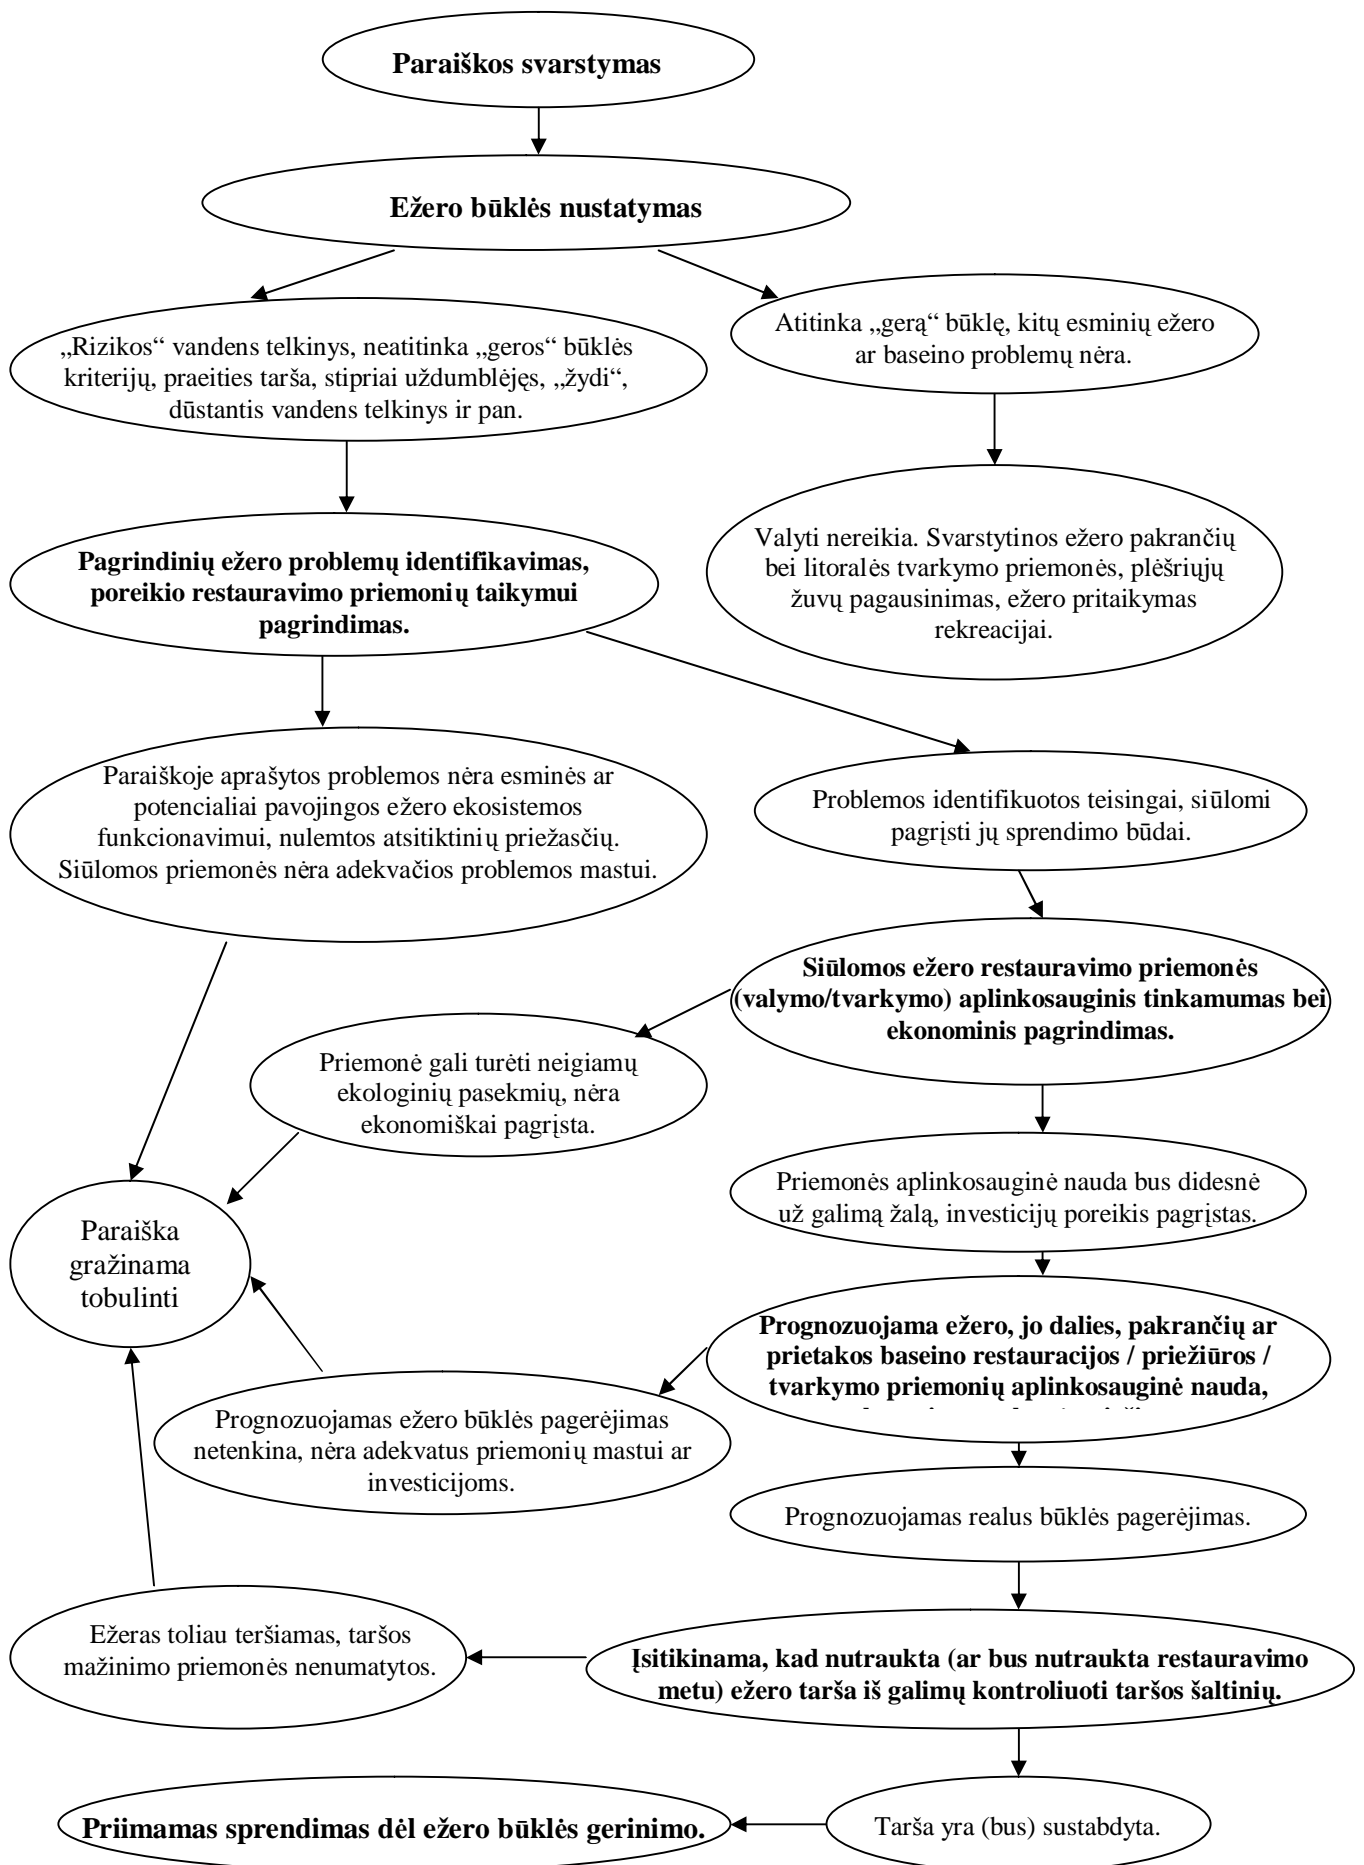 Paraiškos svarstymas
Ežero būklės nustatymas
„Rizikos“ vandens telkinys, neatitinka „geros“ būklės
kriterijų, praeities tarša, stipriai uždumblėjęs, „žydi“,
dūstantis vandens telkinys ir pan.
Atitinka „gerą“ būklę, kitų esminių ežero
ar baseino problemų nėra.
Valyti nereikia. Svarstytinos ežero pakrančių
bei litoralės tvarkymo priemonės, plėšriųjų
žuvų pagausinimas, ežero pritaikymas
rekreacijai.
Pagrindinių ežero problemų identifikavimas,
poreikio restauravimo priemonių taikymui
pagrindimas.
Paraiškoje aprašytos problemos nėra esminės ar
potencialiai pavojingos ežero ekosistemos
funkcionavimui, nulemtos atsitiktinių priežasčių.
Siūlomos priemonės nėra adekvačios problemos mastui.
Problemos identifikuotos teisingai, siūlomi
pagrįsti jų sprendimo būdai.
Siūlomos ežero restauravimo priemonės
(valymo/tvarkymo) aplinkosauginis tinkamumas bei
ekonominis pagrindimas.
Priemonė gali turėti neigiamų
ekologinių pasekmių, nėra
ekonomiškai pagrįsta.
Priemonės aplinkosauginė nauda bus didesnė
už galimą žalą, investicijų poreikis pagrįstas.
Paraiška
gražinama
tobulinti
Prognozuojama ežero, jo dalies, pakrančių ar
prietakos baseino restauracijos / priežiūros /
tvarkymo priemonių aplinkosauginė nauda,
Prognozuojamas ežero būklės pagerėjimas
netenkina, nėra adekvatus priemonių mastui ar
investicijoms.
Prognozuojamas realus būklės pagerėjimas.
Ežeras toliau teršiamas, taršos
mažinimo priemonės nenumatytos.
Įsitikinama, kad nutraukta (ar bus nutraukta restauravimo
metu) ežero tarša iš galimų kontroliuoti taršos šaltinių.
Priimamas sprendimas dėl ežero būklės gerinimo.
Tarša yra (bus) sustabdyta.